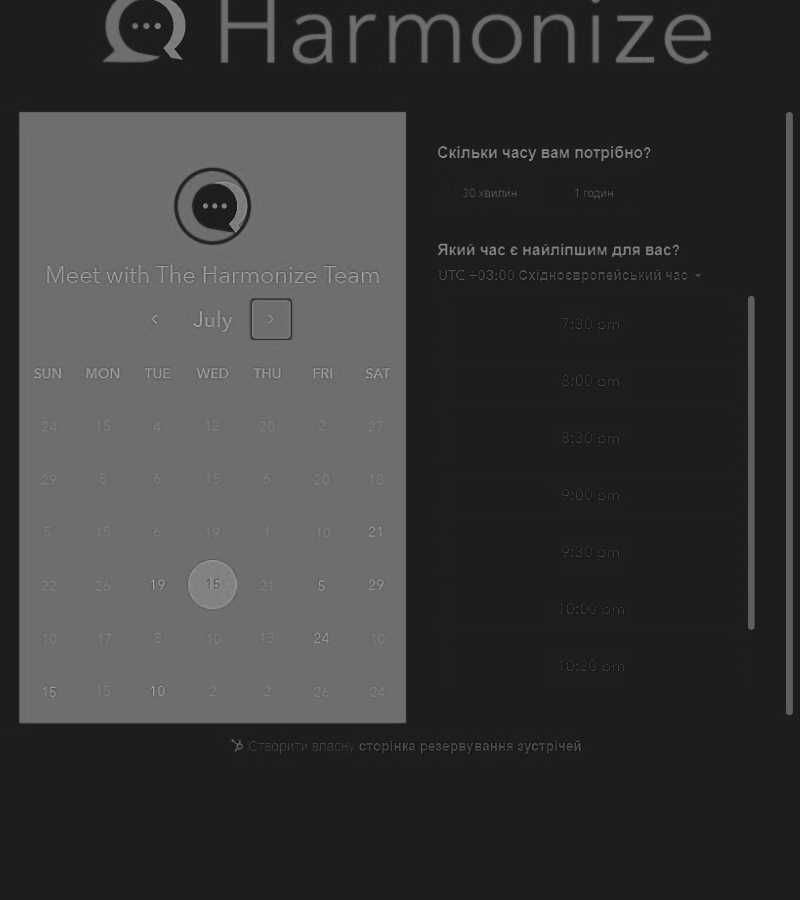 Harmonize
Meet with The Harmonize Team
July
SUN MON TUE WED THU FRI SAT
24 15 4 12 20 2 27
29 8 6 15 6 20 18
5 15 6 19 1 10 21
22 26 19 15 21 5 29
10 17 8 10 13 24 10
15 15 10 2 2 26 24
Скільки часу вам потрібно?
30 хвилин 1 годин
Який час є найліпшим для вас?
UTC +03:00 Східноєвропейський час
7:30 pm
8:00 pm
8:30 pm
9:00 pm
9:30 pm
10:00 pm
10:30 pm
Створити власну сторінка резервування зустрічей